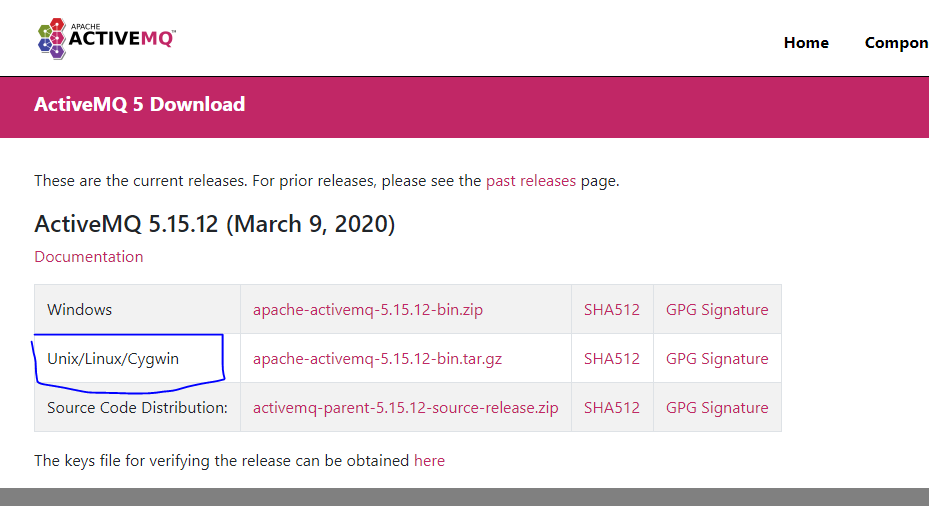 APACHE
ACTIVEMQ™
Home Compon
ActiveMQ 5 Download
These are the current releases. For prior releases, please see the past releases page.
ActiveMQ 5.15.12 (March 9, 2020)
Documentation
Windows apache-activemq-5.15.12-bin.zip SHA512 GPG Signature
Unix/Linux/Cygwin apache-activemq-5.15.12-bin.tar.gz SHA512 GPG Signature
Source Code Distribution: activemq-parent-5.15.12-source-release.zip SHA512 GPG Signature
The keys file for verifying the release can be obtained here